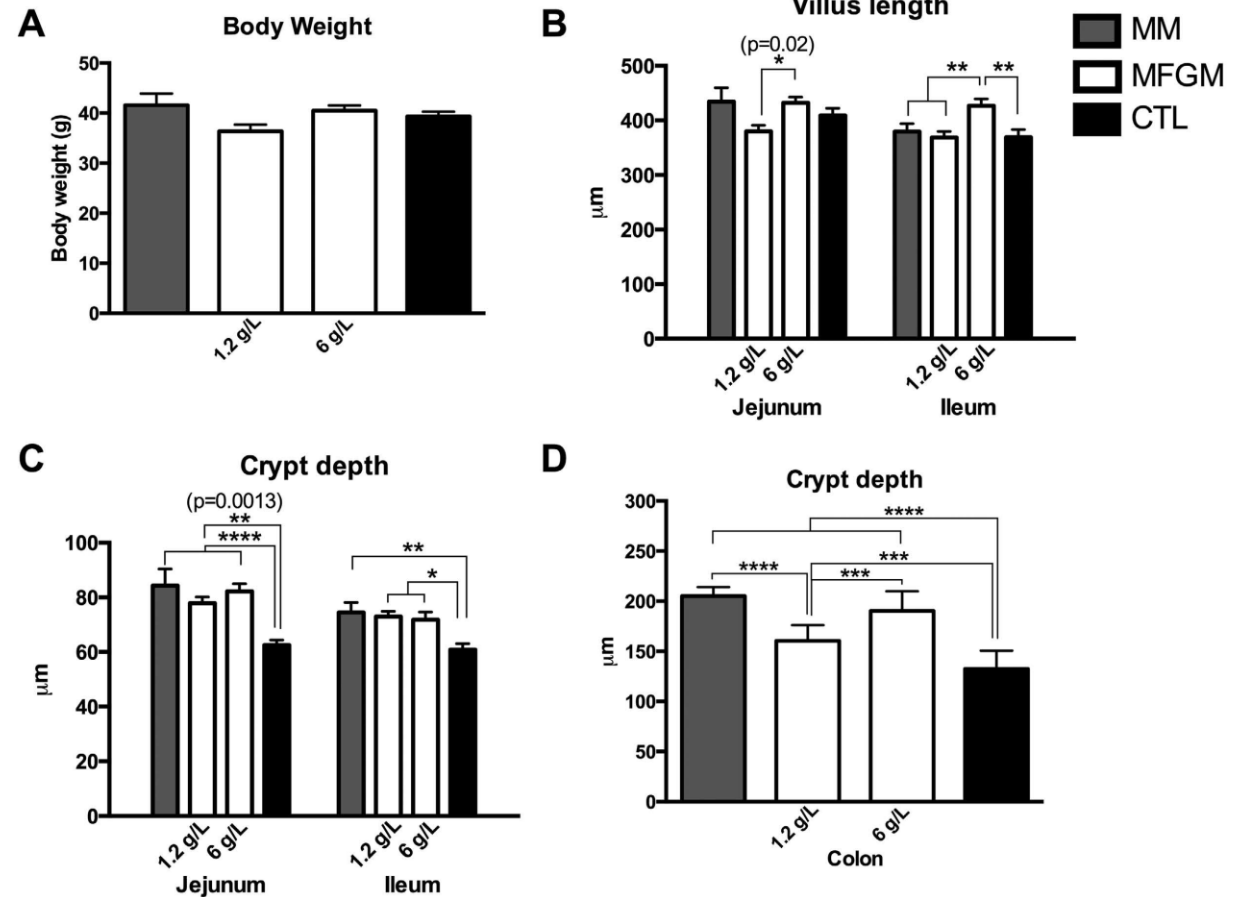 A
Body Weight
Body weight (g)
50
40
30
20
10
0
1.2 g/L
6 g/L
B
Villus length
(p=0.02)
*
**
**
μm
500
400
300
200
100
0
1.2 g/L
6 g/L
1.2 g/L
6 g/L
Jejunum
Ileum
MM
MFGM
CTL
C
Crypt depth
(p=0.0013)
**
****
**
*
μm
100
80
60
40
20
0
1.2 g/L
6 g/L
1.2 g/L
6 g/L
Jejunum
Ileum
D
Crypt depth
****
***
****
***
μm
300
250
200
150
100
50
0
1.2 g/L
6 g/L
Colon